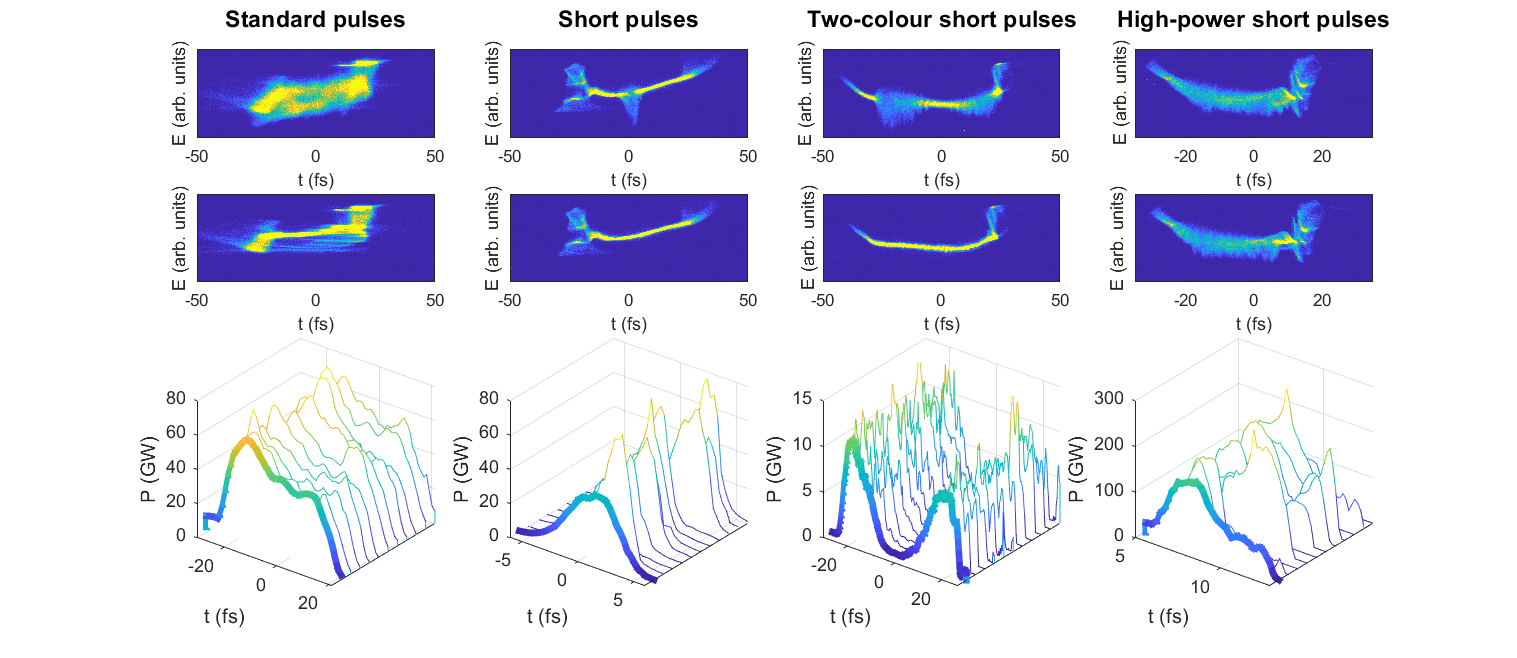 Standard pulses
Short pulses
Two-colour short pulses
High-power short pulses
E (arb. units)
-50
0
50
t (fs)
E (arb. units)
-50
0
50
t (fs)
E (arb. units)
-50
0
50
t (fs)
E (arb. units)
-20
0
20
t (fs)
E (arb. units)
-50
0
50
t (fs)
E (arb. units)
-50
0
50
t (fs)
E (arb. units)
-50
0
50
t (fs)
E (arb. units)
-20
0
20
t (fs)
P (GW)
80
60
40
20
0
-20
0
20
t (fs)
P (GW)
80
60
40
20
0
-5
0
5
t (fs)
P (GW)
15
10
5
0
-20
0
20
t (fs)
P (GW)
300
200
100
0
5
10
t (fs)